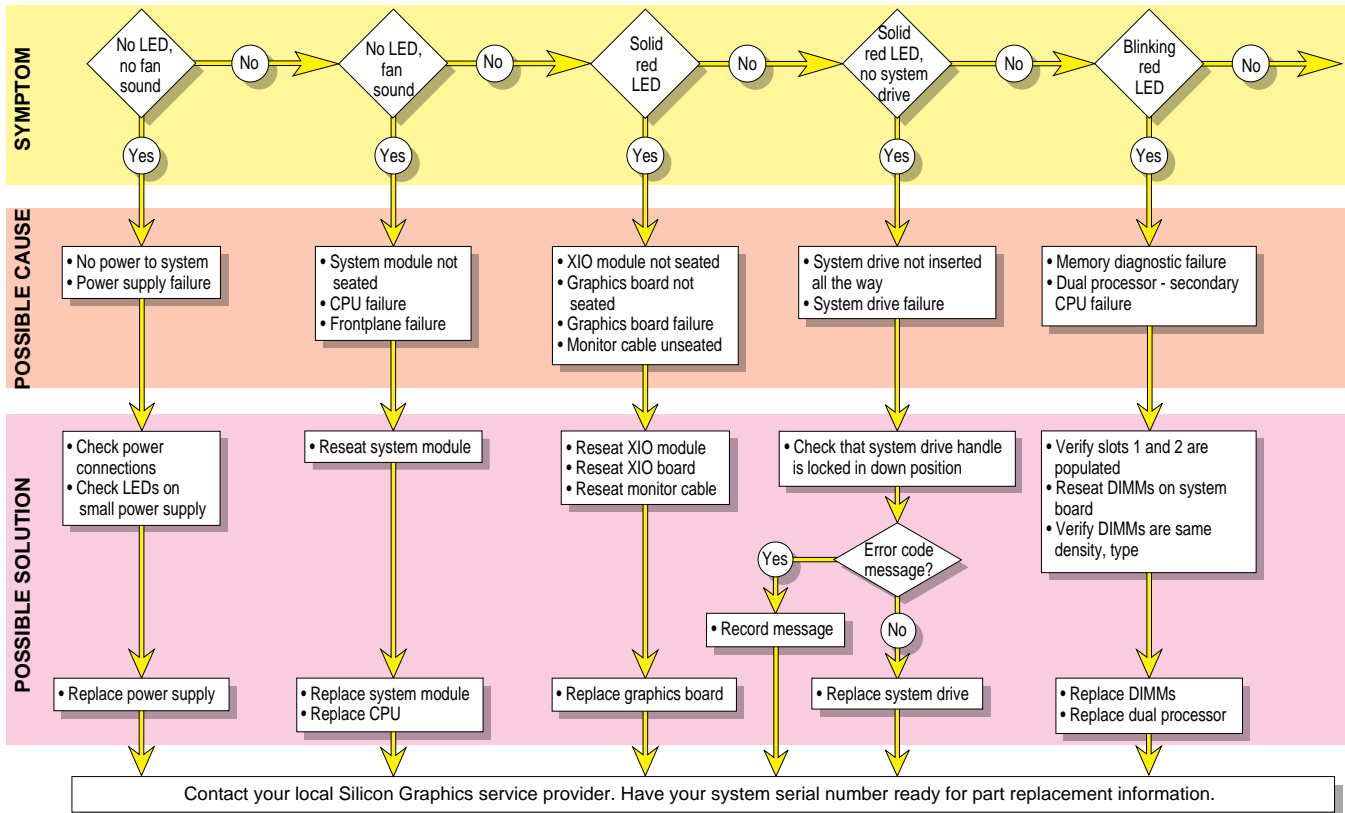 SYMPTOM
No LED,
no fan
sound
No
No LED,
fan
sound
No
Solid
red
LED
No
Solid
red LED,
no system
drive
No
Blinking
red
LED
No
Yes
Yes
Yes
Yes
Yes
POSSIBLE CAUSE
• No power to system
• Power supply failure
• System module not
seated
• CPU failure
• Frontplane failure
• XIO module not seated
• Graphics board not
seated
• Graphics board failure
• Monitor cable unseated
• System drive not inserted
all the way
• System drive failure
• Memory diagnostic failure
• Dual processor - secondary
CPU failure
POSSIBLE SOLUTION
• Check power
connections
• Check LEDs on
small power supply
• Reseat system module
• Reseat XIO module
• Reseat XIO board
• Reseat monitor cable
• Check that system drive handle
is locked in down position
• Verify slots 1 and 2 are
populated
• Reseat DIMMs on system
board
• Verify DIMMs are same
density, type
Error code
message?
Yes
• Record message
No
• Replace power supply
• Replace system module
• Replace CPU
• Replace graphics board
• Replace system drive
• Replace DIMMs
• Replace dual processor
Contact your local Silicon Graphics service provider. Have your system serial number ready for part replacement information.